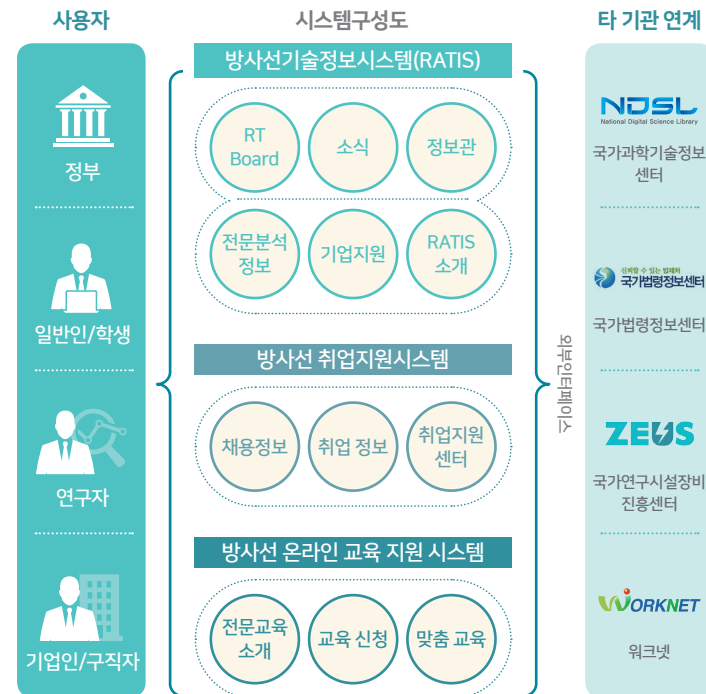 사용자
정부
일반인/학생
연구자
기업인/구직자
시스템구성도
방사선기술정보시스템(RATIS)
RT
Board
소식
정보관
전문분석
정보
기업지원
RATIS
소개
방사선 취업지원시스템
채용정보
취업 정보
취업지원
센터
방사선 온라인 교육 지원 시스템
전문교육
소개
교육 신청
맞춤 교육
외부인터페이스
타 기관 연계
NDSL
National Digital Science Library
국가과학기술정보
센터
신뢰할 수 있는 법제처
국가법령정보센터
국가법령정보센터
ZEUS
국가연구시설장비
진흥센터
WORKNET
워크넷